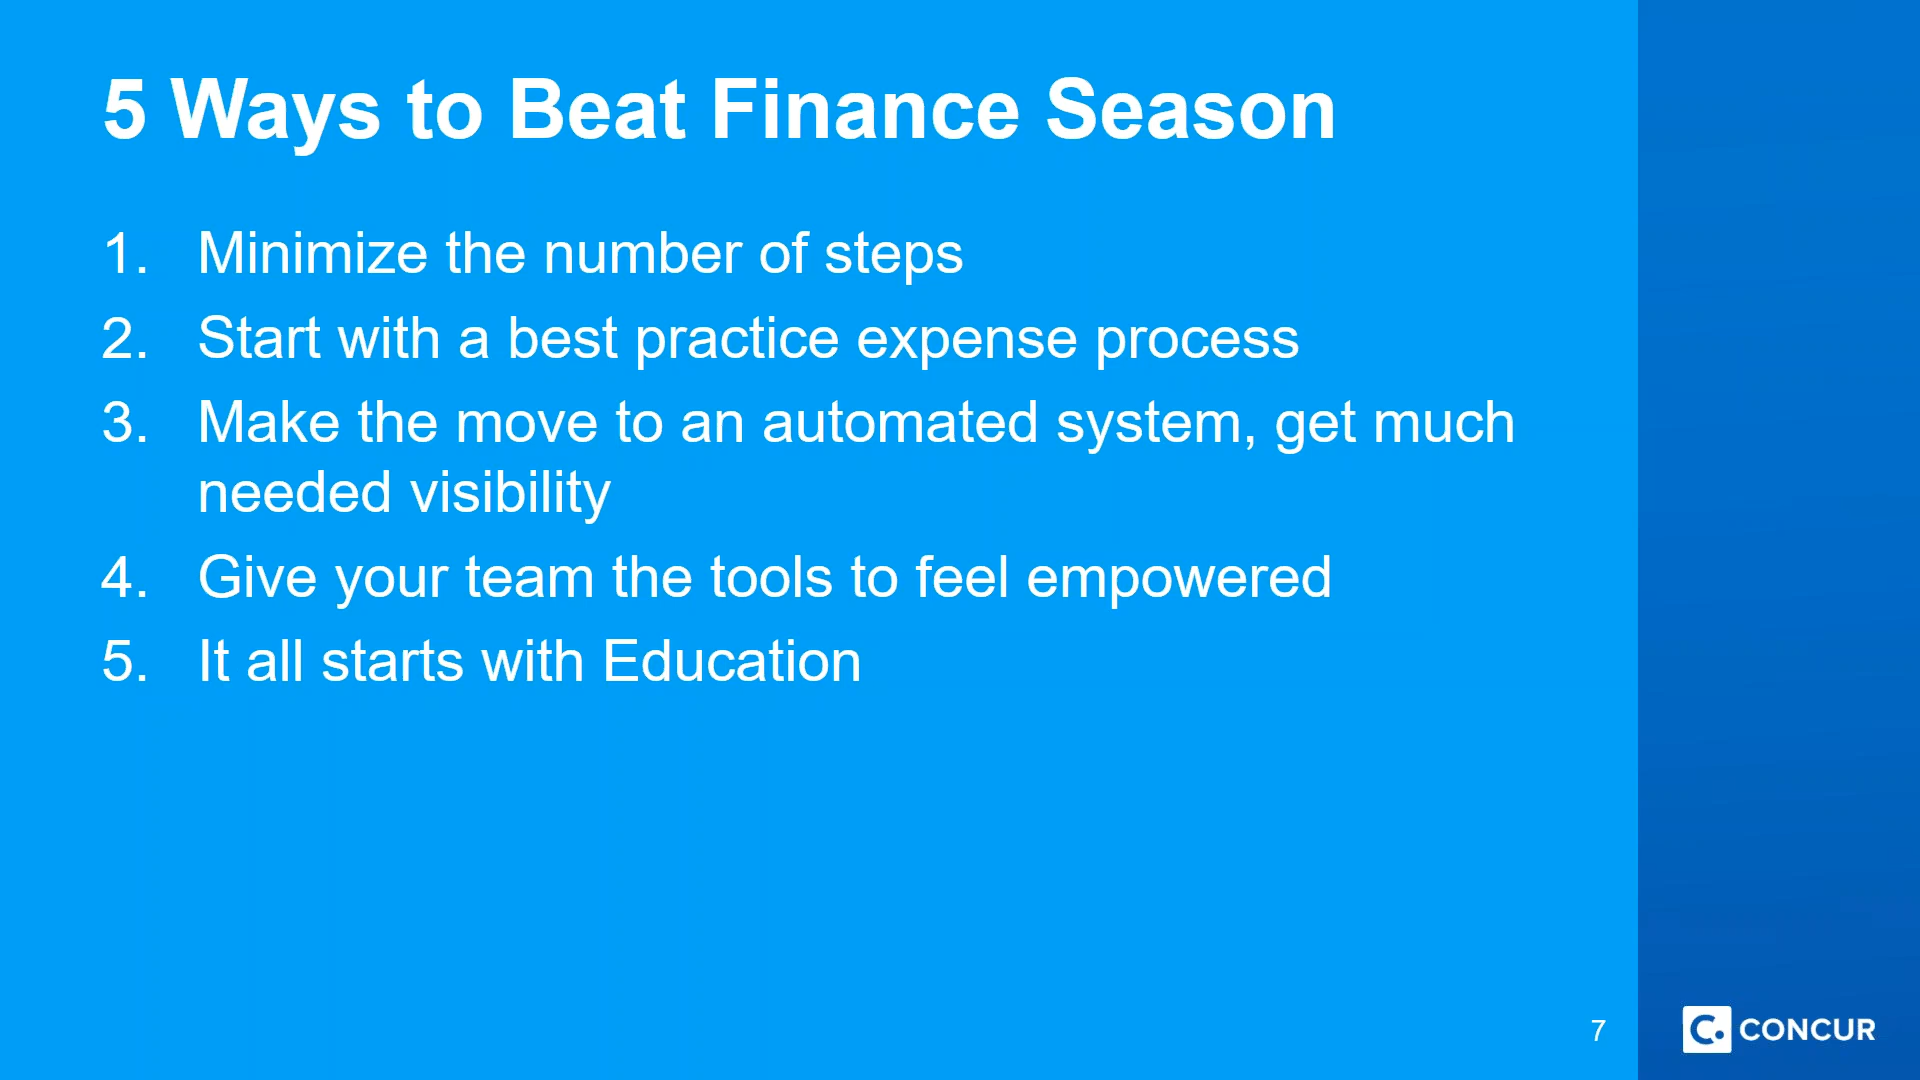 5 Ways to Beat Finance Season
1. Minimize the number of steps
2. Start with a best practice expense process
3. Make the move to an automated system, get much
needed visibility
4. Give your team the tools to feel empowered
5. It all starts with Education
7
C. CONCUR